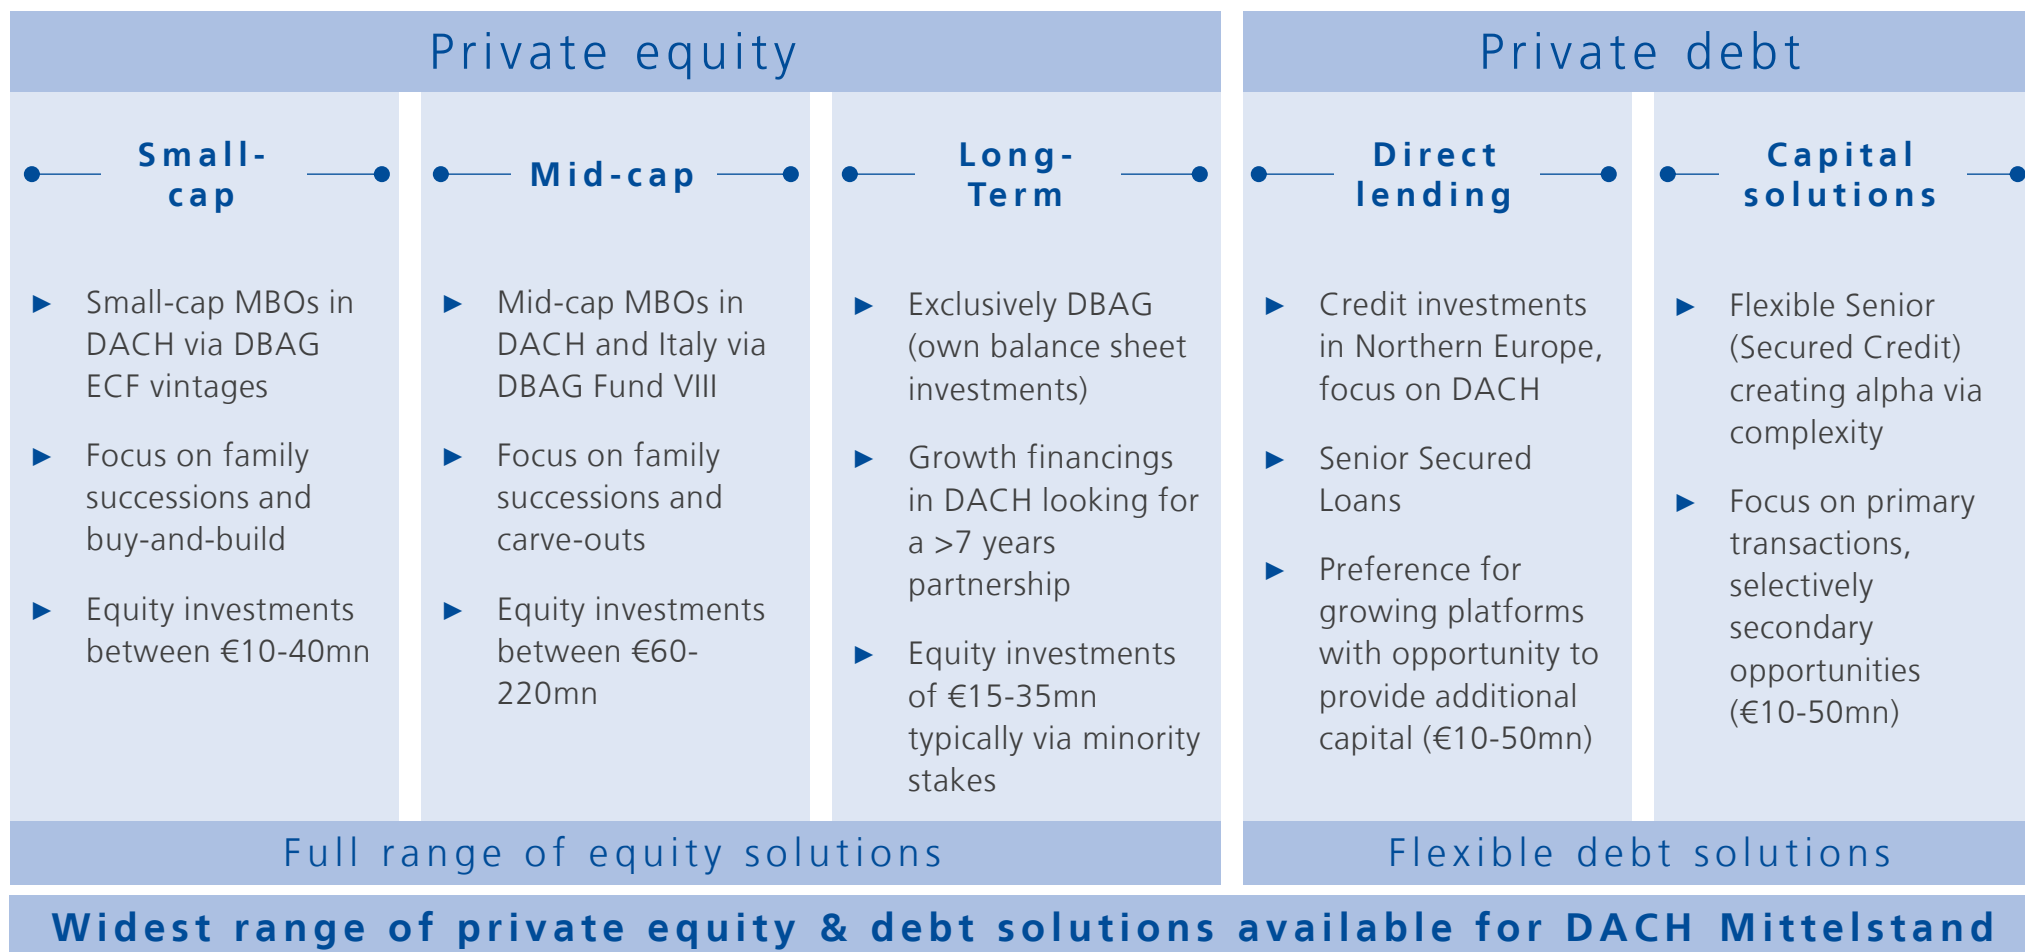 Private equity
Small-
cap
► Small-cap MBOs in
DACH via DBAG
ECF vintages
► Focus on family
successions and
buy-and-build
► Equity investments
between €10-40mn
Mid-cap
► Mid-cap MBOs in
DACH and Italy via
DBAG Fund VIII
► Focus on family
successions and
carve-outs
► Equity investments
between €60-
220mn
Long-
Term
► Exclusively DBAG
(own balance sheet
investments)
► Growth financings
in DACH looking for
a >7 years
partnership
► Equity investments
of €15-35mn
typically via minority
stakes
Full range of equity solutions
Private debt
Direct
lending
► Credit investments
in Northern Europe,
focus on DACH
► Senior Secured
Loans
► Preference for
growing platforms
with opportunity to
provide additional
capital (€10-50mn)
Capital
solutions
► Flexible Senior
(Secured Credit)
creating alpha via
complexity
► Focus on primary
transactions,
selectively
secondary
opportunities
(€10-50mn)
Flexible debt solutions
Widest range of private equity & debt solutions available for DACH Mittelstand